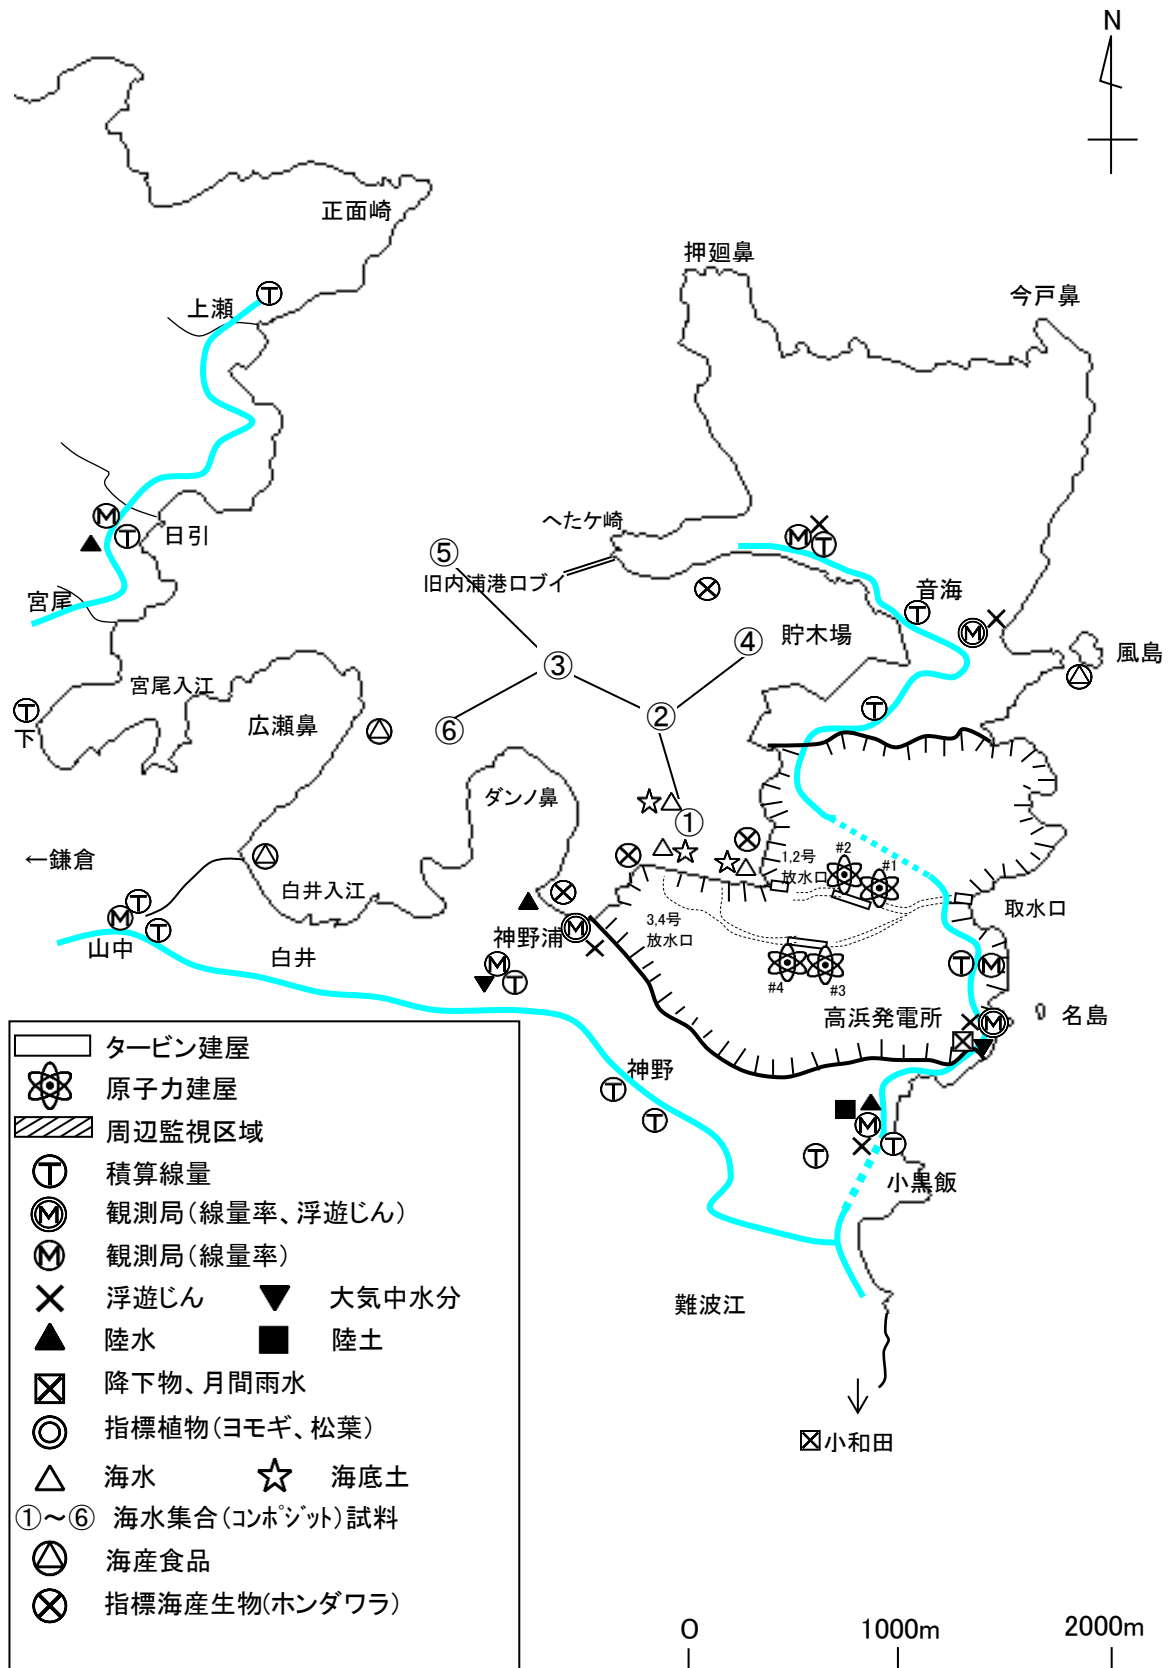 N
正面崎
押廻鼻
今戸鼻
T
上瀬
へたケ崎
M
T
M
T
日引
⑤
旧内浦港口ブイ
音海
T
M
宮尾
貯木場
④
風島
③
宮尾入江
T
下
広瀬鼻
⑥
②
T
ダンノ鼻
①
#2
#1
1,2号
放水口
←鎌倉
白井入江
取水口
T
M
T
山中
白井
神野浦
M
3,4号
放水口
M
T
#4
#3
T
M
高浜発電所
M
名島
神野
T
T
M
T
T
小黒飯
難波江
小和田
タービン建屋
原子力建屋
周辺監視区域
T 積算線量
M 観測局(線量率、浮遊じん)
M 観測局(線量率)
浮遊じん 大気中水分
陸水 陸土
降下物、月間雨水
指標植物(ヨモギ、松葉)
海水 海底土
①～⑥ 海水集合(ｺﾝﾎﾟｼﾞｯﾄ)試料
海産食品
指標海産生物(ホンダワラ)
0 1000m 2000m